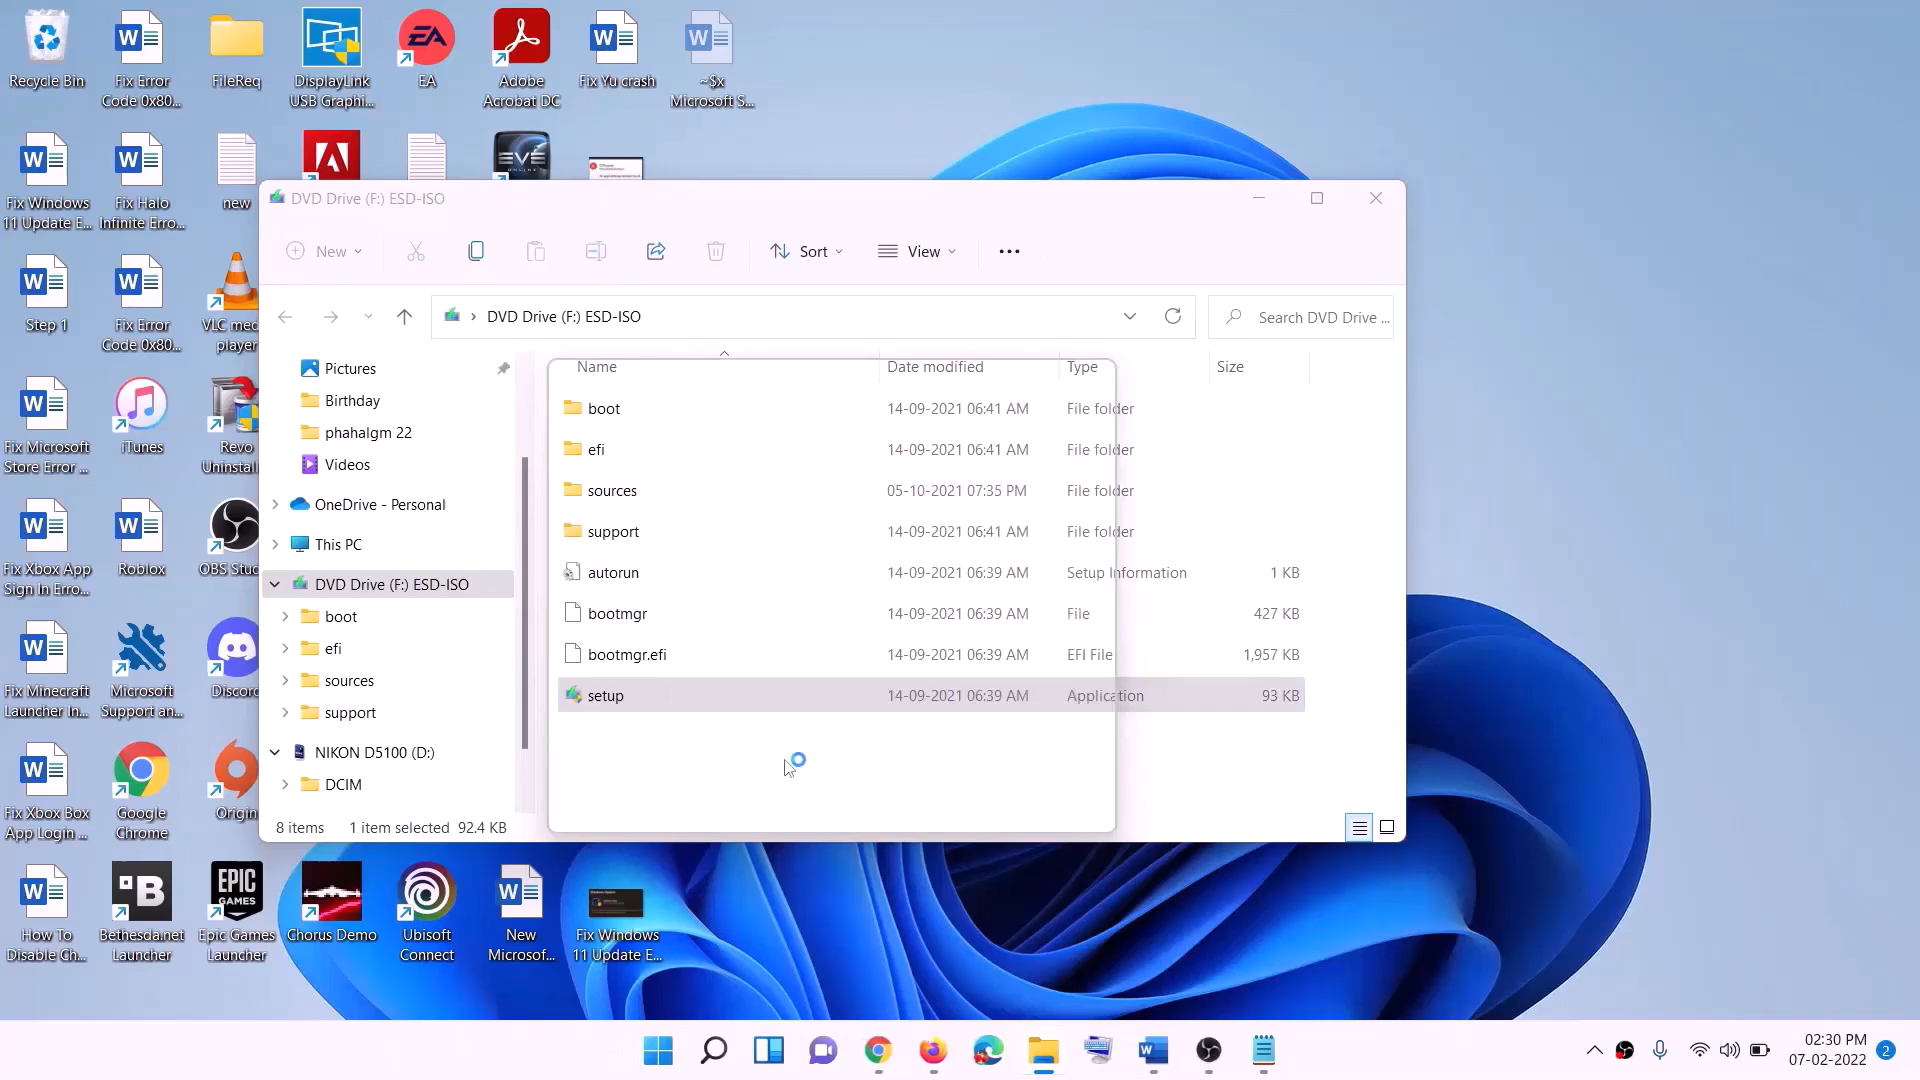 Recycle Bin
Fix Error
Code 0x80...
FileReq
DisplayLink
USB Graphi...
EA
EA
Adobe
Acrobat DC
Fix Yu crash
~$x
Microsoft S...
EVE
ONLINE
Fix Windows
11 Update E...
Fix Halo
Infinite Erro...
new
Step 1
Fix Error
Code 0x80...
VLC med
player
Fix Microsoft
Store Error ...
iTunes
Revo
Uninstall
Fix Xbox App
Sign In Erro...
Roblox
OBS Stud
Fix Minecraft
Launcher In...
Microsoft
Support an...
Discord
Fix Xbox Box
App Login ...
Google
Chrome
Origin
How To
Disable Ch...
B
Bethesda.net
Launcher
EPIC
GAMES
Epic Games
Launcher
Chorus Demo
Ubisoft
Connect
New
Microsof...
Fix Windows
11 Update E...
DVD Drive (F:) ESD-ISO
New
Sort
View
DVD Drive (F:) ESD-ISO
Search DVD Drive ...
Pictures
Birthday
phahalgm 22
Videos
OneDrive - Personal
This PC
DVD Drive (F:) ESD-ISO
boot
efi
sources
support
NIKON D5100 (D:)
DCIM
Name Date modified Type Size
boot 14-09-2021 06:41 AM File folder
efi 14-09-2021 06:41 AM File folder
sources 05-10-2021 07:35 PM File folder
support 14-09-2021 06:41 AM File folder
autorun 14-09-2021 06:39 AM Setup Information 1 KB
bootmgr 14-09-2021 06:39 AM File 427 KB
bootmgr.efi 14-09-2021 06:39 AM EFI File 1,957 KB
setup 14-09-2021 06:39 AM Application 93 KB
8 items 1 item selected 92.4 KB
02:30 PM
07-02-2022
2